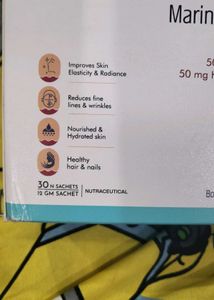 Marin
Improves Skin
Elasticity & Radiance
50 mg H
Reduces fine
lines & wrinkles
Nourished &
Hydrated skin
Healthy
hair & nails
30 N SACHETS
12 GM SACHET
NUTRACEUTICAL